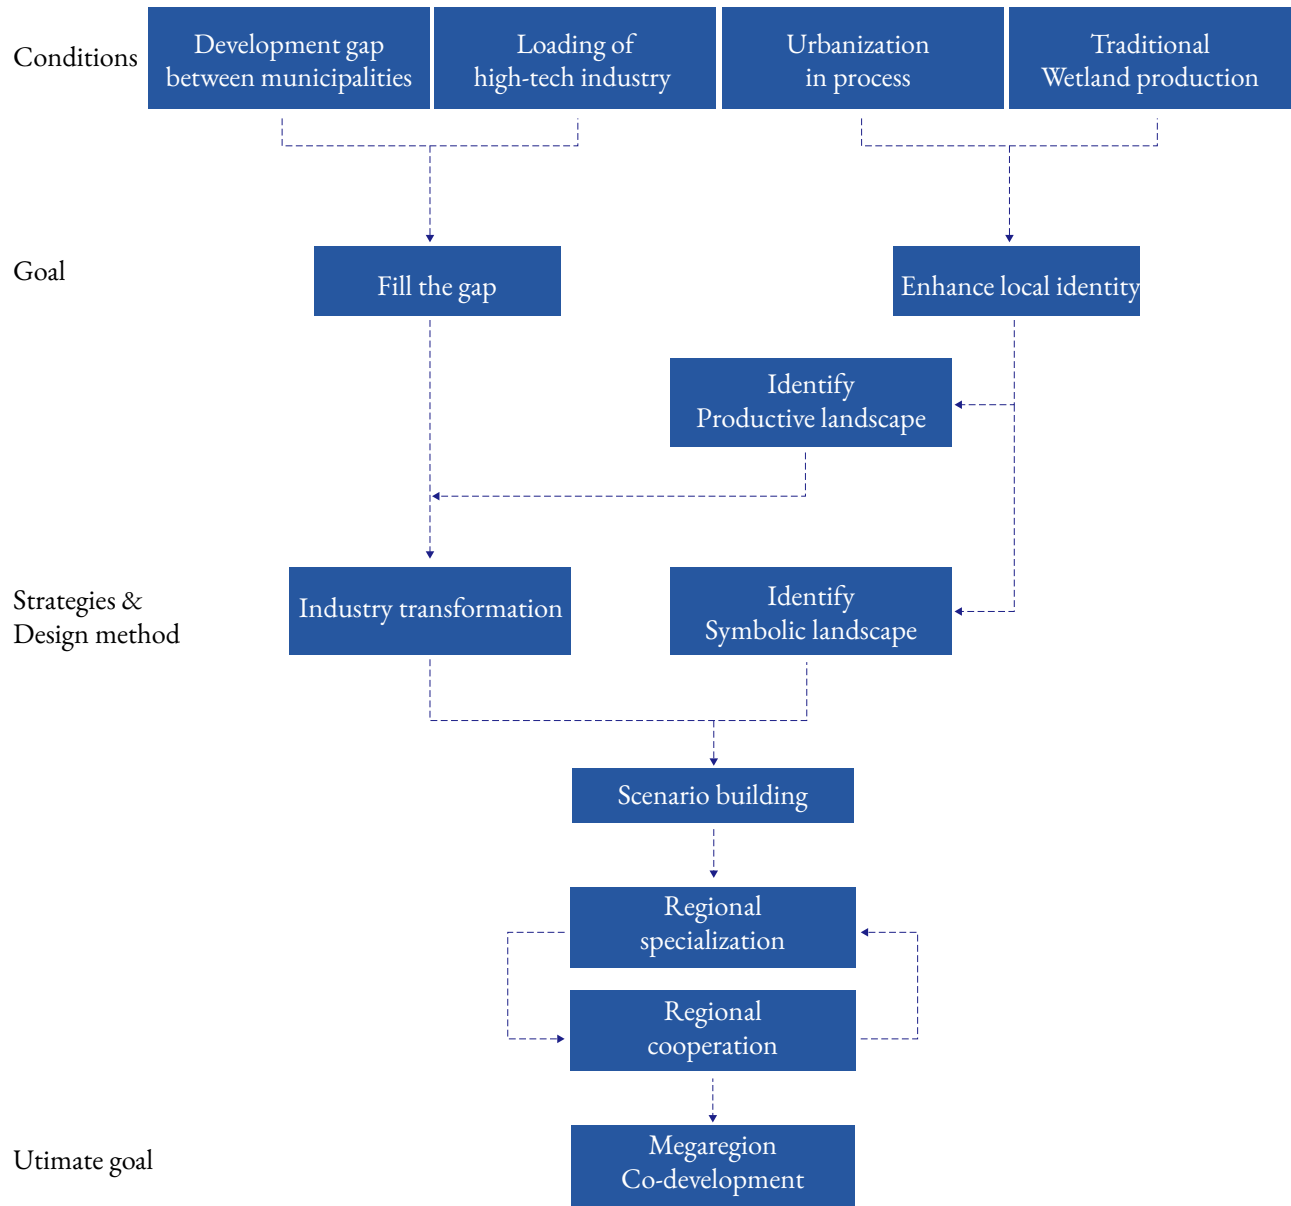 Conditions
Development gap
between municipalities
Loading of
high-tech industry
Urbanization
in process
Traditional
Wetland production
Goal
Fill the gap
Enhance local identity
Identify
Productive landscape
Strategies &
Design method
Industry transformation
Identify
Symbolic landscape
Scenario building
Regional
specialization
Regional
cooperation
Utimate goal
Megaregion
Co-development